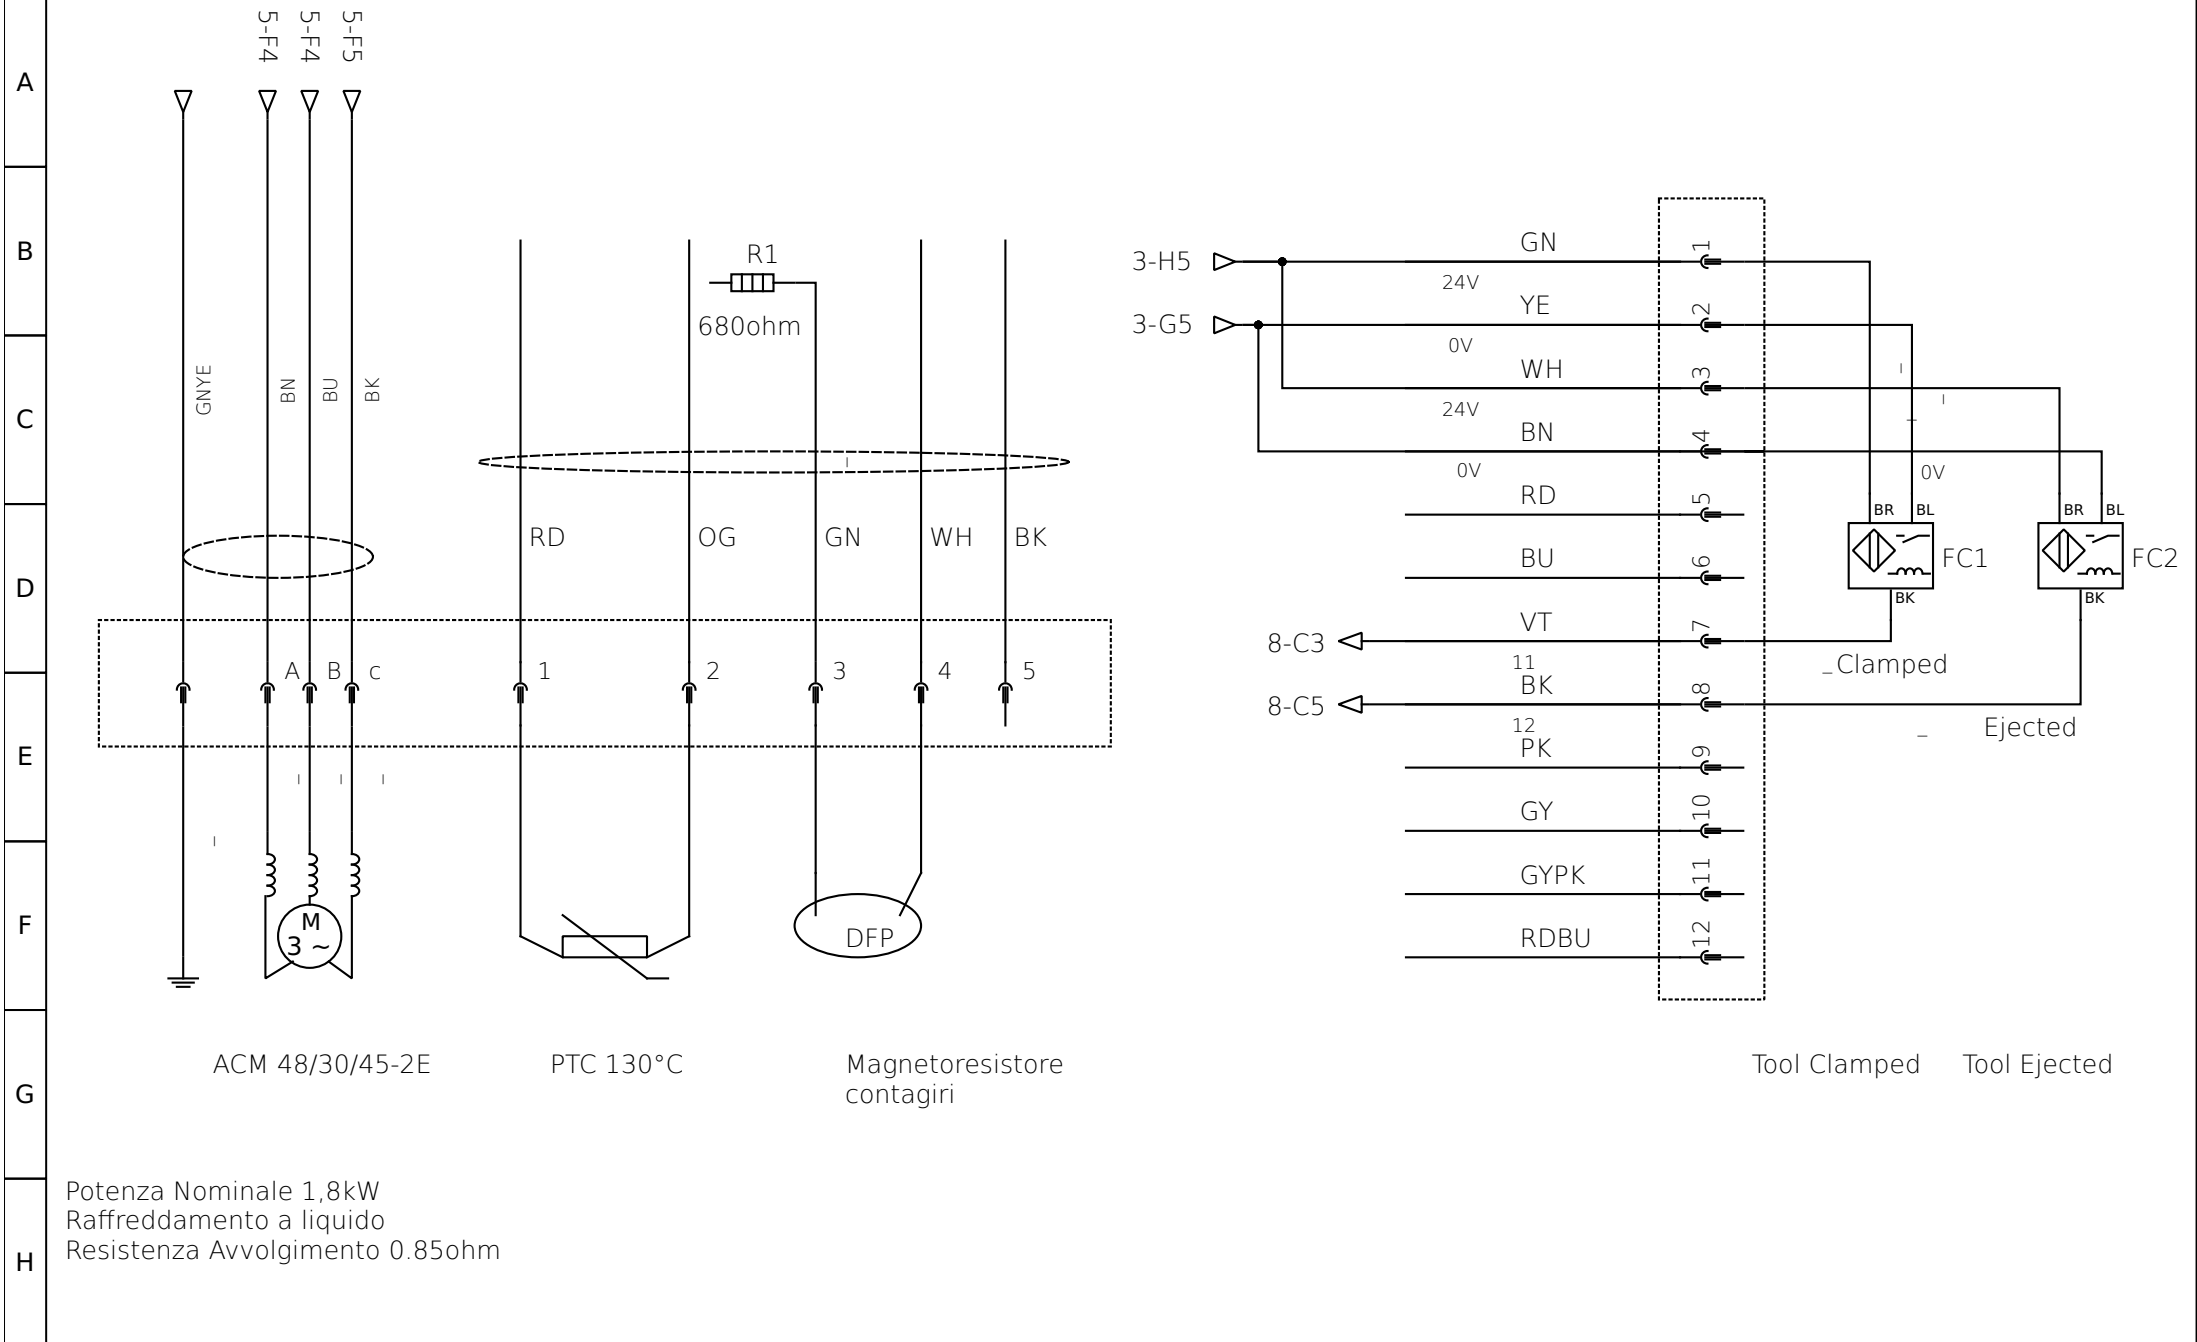 5-F4
5-F4
5-F5
A
B
C
D
E
F
G
H
GNYE
BN
BU
BK
R1
680ohm
RD
OG
GN
WH
BK
A
B
c
1
2
3
4
5
M
3 ~
DFP
ACM 48/30/45-2E
PTC 130°C
Magnetoresistore
contagiri
Potenza Nominale 1,8kW
Raffreddamento a liquido
Resistenza Avvolgimento 0.85ohm
3-H5
GN
1
24V
3-G5
YE
2
0V
WH
3
24V
BN
4
0V
0V
RD
5
BU
6
8-C3
VT
7
11
_Clamped
8-C5
BK
8
12
_ Ejected
PK
9
GY
10
GYPK
11
RDBU
12
BR
BL
FC1
BK
BR
BL
FC2
BK
Tool Clamped
Tool Ejected